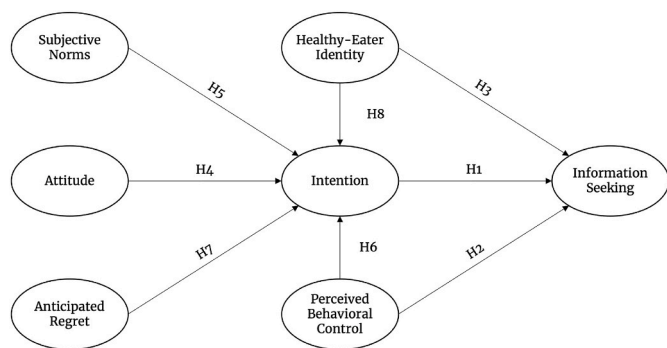 Subjective
Norms
Healthy-Eater
Identity
H5
H8
H3
Attitude
H4
Intention
H1
Information
Seeking
H7
H6
H2
Anticipated
Regret
Perceived
Behavioral
Control